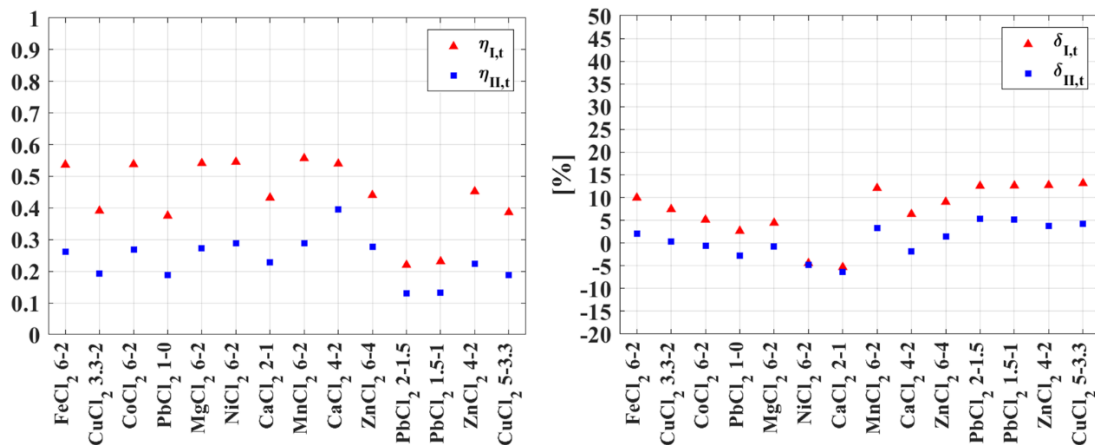 1
0.9
0.8
0.7
0.6
0.5
0.4
0.3
0.2
0.1
0
η_I,t
η_II,t
FeCl₂ 6-2
CuCl₂ 3.3-2
CoCl₂ 6-2
PbCl₂ 1-0
MgCl₂ 6-2
NiCl₂ 6-2
CaCl₂ 2-1
MnCl₂ 6-2
CaCl₂ 4-2
ZnCl₂ 6-4
PbCl₂ 2-1.5
PbCl₂ 1.5-1
ZnCl₂ 4-2
CuCl₂ 5-3.3
[%]
50
45
40
35
30
25
20
15
10
5
0
-5
-10
-15
-20
δ_I,t
δ_II,t
FeCl₂ 6-2
CuCl₂ 3.3-2
CoCl₂ 6-2
PbCl₂ 1-0
MgCl₂ 6-2
NiCl₂ 6-2
CaCl₂ 2-1
MnCl₂ 6-2
CaCl₂ 4-2
ZnCl₂ 6-4
PbCl₂ 2-1.5
PbCl₂ 1.5-1
ZnCl₂ 4-2
CuCl₂ 5-3.3